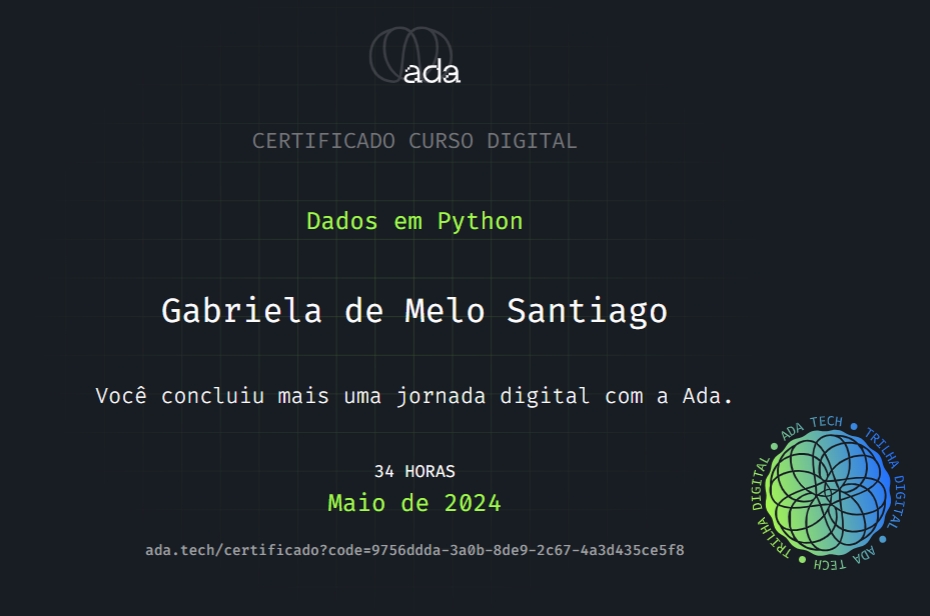 ada
CERTIFICADO CURSO DIGITAL
Dados em Python
Gabriela de Melo Santiago
Você concluiu mais uma jornada digital com a Ada.
34 HORAS
Maio de 2024
ada.tech/certificado?code=9756ddda-3a0b-8de9-2c67-4a3d435ce5f8
ADA TECH • TRILHA DIGITAL • ADA TECH • TRILHA DIGITAL •